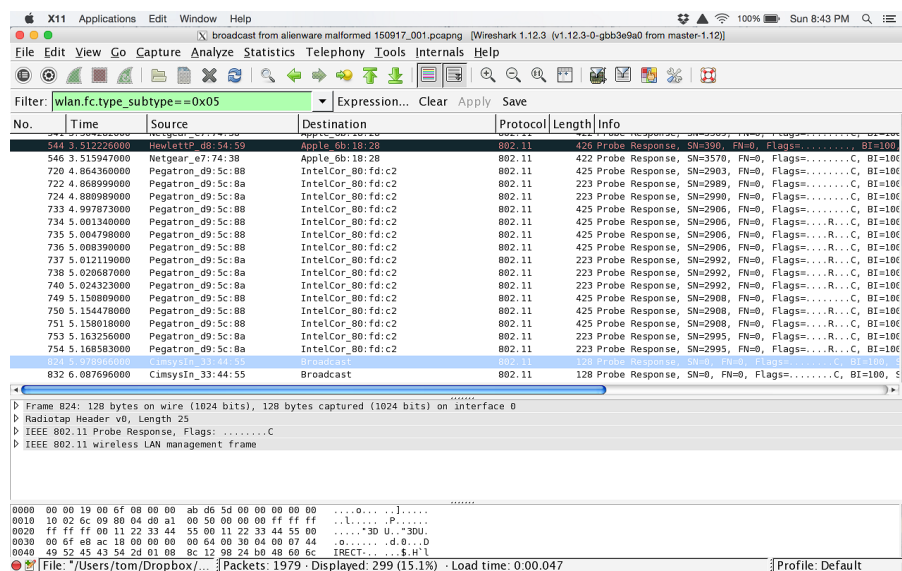 X11 Applications Edit Window Help 100% Sun 8:43 PM
broadcast from alienware malformed 150917_001.pcapng [Wireshark 1.12.3 (v1.12.3-0-gbb3e9a0 from master-1.12)]
File Edit View Go Capture Analyze Statistics Telephony Tools Internals Help
Filter: wlan.fc.type_subtype==0x05 Expression... Clear Apply Save
No. Time Source Destination Protocol Length Info
544 3.512226000 HewlettP_d8:54:59 Apple_6b:18:28 802.11 426 Probe Response, SN=390, FN=0, Flags=........, BI=100,
546 3.515947000 Netgear_e7:74:38 Apple_6b:18:28 802.11 422 Probe Response, SN=3570, FN=0, Flags=........C, BI=100
720 4.864360000 Pegatron_d9:5c:88 IntelCor_80:fd:c2 802.11 425 Probe Response, SN=2903, FN=0, Flags=........C, BI=100
722 4.868999000 Pegatron_d9:5c:8a IntelCor_80:fd:c2 802.11 223 Probe Response, SN=2989, FN=0, Flags=........C, BI=100
724 4.880989000 Pegatron_d9:5c:8a IntelCor_80:fd:c2 802.11 223 Probe Response, SN=2990, FN=0, Flags=........C, BI=100
733 4.997873000 Pegatron_d9:5c:88 IntelCor_80:fd:c2 802.11 425 Probe Response, SN=2906, FN=0, Flags=........C, BI=100
734 5.001340000 Pegatron_d9:5c:88 IntelCor_80:fd:c2 802.11 425 Probe Response, SN=2906, FN=0, Flags=....R...C, BI=100
735 5.004798000 Pegatron_d9:5c:88 IntelCor_80:fd:c2 802.11 425 Probe Response, SN=2906, FN=0, Flags=....R...C, BI=100
736 5.008390000 Pegatron_d9:5c:88 IntelCor_80:fd:c2 802.11 425 Probe Response, SN=2906, FN=0, Flags=....R...C, BI=100
737 5.012119000 Pegatron_d9:5c:8a IntelCor_80:fd:c2 802.11 223 Probe Response, SN=2992, FN=0, Flags=........C, BI=100
738 5.020687000 Pegatron_d9:5c:8a IntelCor_80:fd:c2 802.11 223 Probe Response, SN=2992, FN=0, Flags=....R...C, BI=100
740 5.024323000 Pegatron_d9:5c:8a IntelCor_80:fd:c2 802.11 223 Probe Response, SN=2992, FN=0, Flags=....R...C, BI=100
749 5.150809000 Pegatron_d9:5c:88 IntelCor_80:fd:c2 802.11 425 Probe Response, SN=2908, FN=0, Flags=........C, BI=100
750 5.154478000 Pegatron_d9:5c:88 IntelCor_80:fd:c2 802.11 425 Probe Response, SN=2908, FN=0, Flags=....R...C, BI=100
751 5.158018000 Pegatron_d9:5c:88 IntelCor_80:fd:c2 802.11 425 Probe Response, SN=2908, FN=0, Flags=....R...C, BI=100
753 5.163256000 Pegatron_d9:5c:8a IntelCor_80:fd:c2 802.11 223 Probe Response, SN=2995, FN=0, Flags=........C, BI=100
754 5.168583000 Pegatron_d9:5c:8a IntelCor_80:fd:c2 802.11 223 Probe Response, SN=2995, FN=0, Flags=....R...C, BI=100
824 5.978966000 CimsysIn_33:44:55 Broadcast 802.11 128 Probe Response, SN=0, FN=0, Flags=........C, BI=100, S
832 6.087696000 CimsysIn_33:44:55 Broadcast 802.11 128 Probe Response, SN=0, FN=0, Flags=........C, BI=100, S
Frame 824: 128 bytes on wire (1024 bits), 128 bytes captured (1024 bits) on interface 0
Radiotap Header v0, Length 25
IEEE 802.11 Probe Response, Flags: ........C
IEEE 802.11 wireless LAN management frame
0000 00 00 19 00 6f 08 00 00 ab d6 5d 00 00 00 00 00 ....o... ..].....
0010 10 02 6c 09 80 04 d0 a1 00 50 00 00 00 ff ff ff ..l..... .P......
0020 ff ff ff 00 11 22 33 44 55 00 11 22 33 44 55 00 ....."3D U.."3DU.
0030 00 6f e8 ac 18 00 00 00 00 64 00 30 04 00 07 44 .o...... .d.0...D
0040 49 52 45 43 54 2d 01 08 8c 12 98 24 b0 48 60 6c IRECT-.. ...$.H`l
File: "/Users/tom/Dropbox/... Packets: 1979 · Displayed: 299 (15.1%) · Load time: 0:00.047 Profile: Default